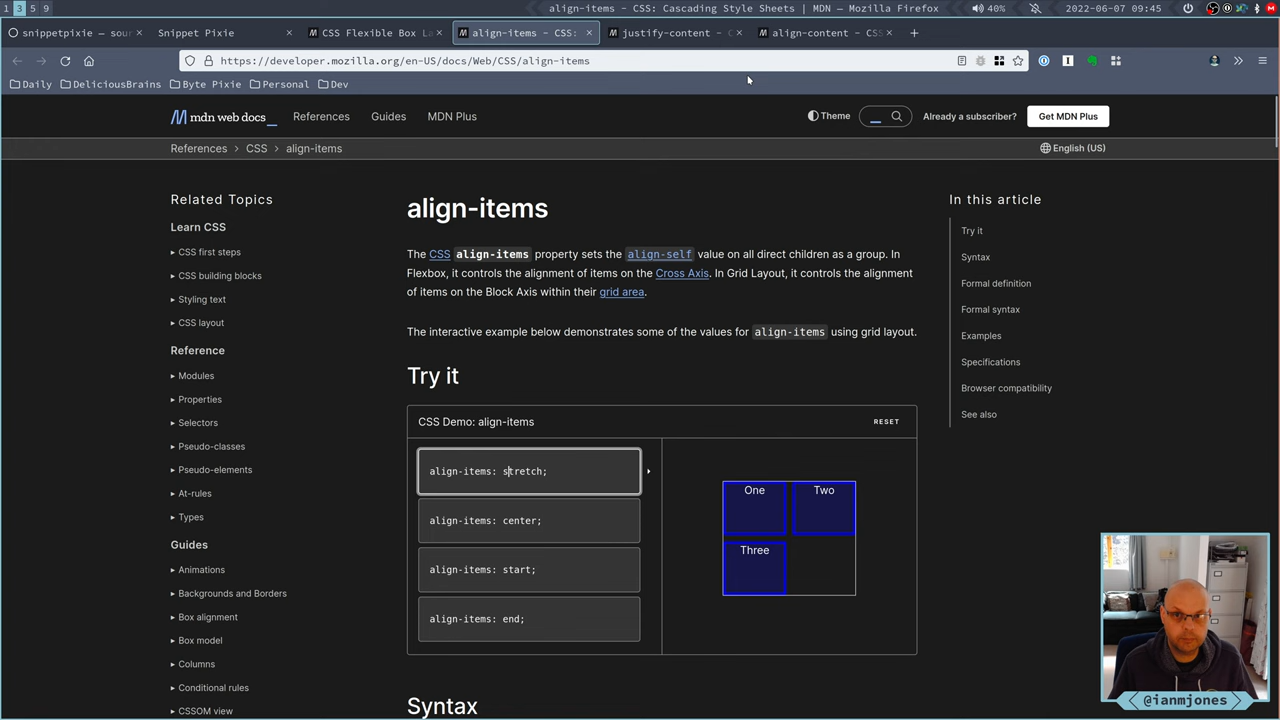 1 3 5 9
align-items - CSS: Cascading Style Sheets | MDN — Mozilla Firefox
40%
2022-06-07 09:45
snippetpixie — sour
Snippet Pixie
CSS Flexible Box La
align-items - CSS:
justify-content - C
align-content - CSS
https://developer.mozilla.org/en-US/docs/Web/CSS/align-items
Daily DeliciousBrains Byte Pixie Personal Dev
mdn web docs_
References Guides MDN Plus
Theme
Already a subscriber?
Get MDN Plus
References > CSS > align-items
English (US)
Related Topics
Learn CSS
CSS first steps
CSS building blocks
Styling text
CSS layout
Reference
Modules
Properties
Selectors
Pseudo-classes
Pseudo-elements
At-rules
Types
Guides
Animations
Backgrounds and Borders
Box alignment
Box model
Columns
Conditional rules
CSSOM view
align-items
The CSS align-items property sets the align-self value on all direct children as a group. In
Flexbox, it controls the alignment of items on the Cross Axis. In Grid Layout, it controls the alignment
of items on the Block Axis within their grid area.
The interactive example below demonstrates some of the values for align-items using grid layout.
Try it
CSS Demo: align-items
RESET
align-items: stretch;
align-items: center;
align-items: start;
align-items: end;
One Two
Three
Syntax
In this article
Try it
Syntax
Formal definition
Formal syntax
Examples
Specifications
Browser compatibility
See also
@ianmjones